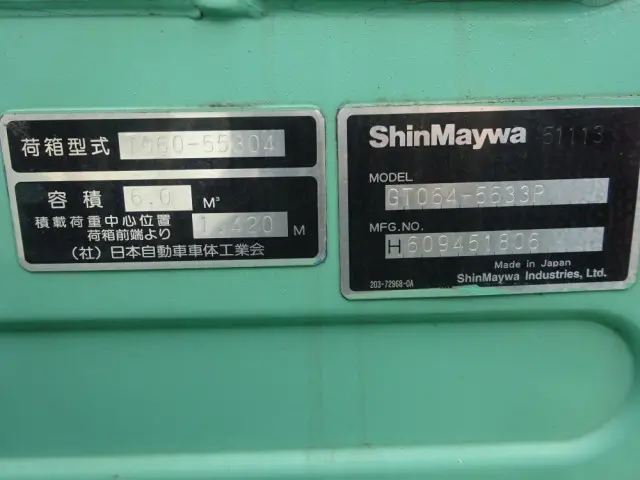 荷箱型式 T060-55304
容積 6.0 M³
積載荷重中心位置
荷箱前端より 1.420 M
(社)日本自動車車体工業会
ShinMaywa 51113
MODEL
GT064-5533P
MFG.NO.
H609451806
Made in Japan
203-72968-0A ShinMaywa Industries, Ltd.